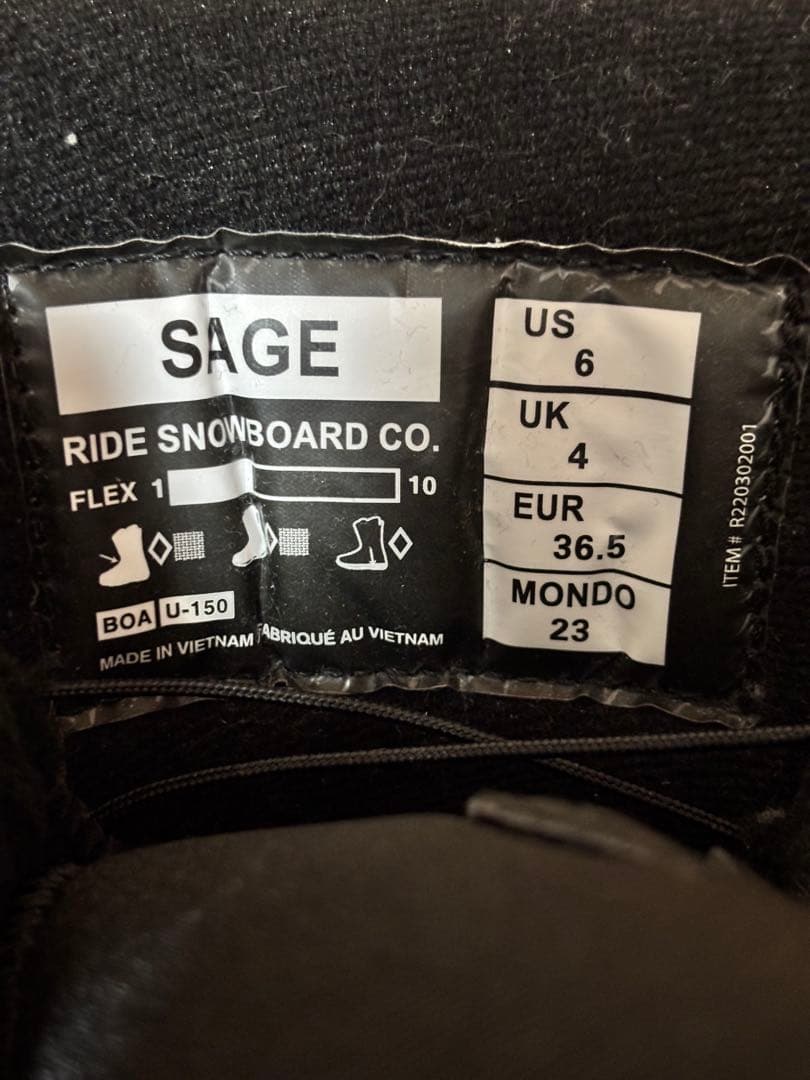 SAGE
RIDE SNOWBOARD CO.
FLEX 1 10
BOA U-150
MADE IN VIETNAM FABRIQUÉ AU VIETNAM
US
6
UK
4
EUR
36.5
MONDO
23
ITEM # R220302001